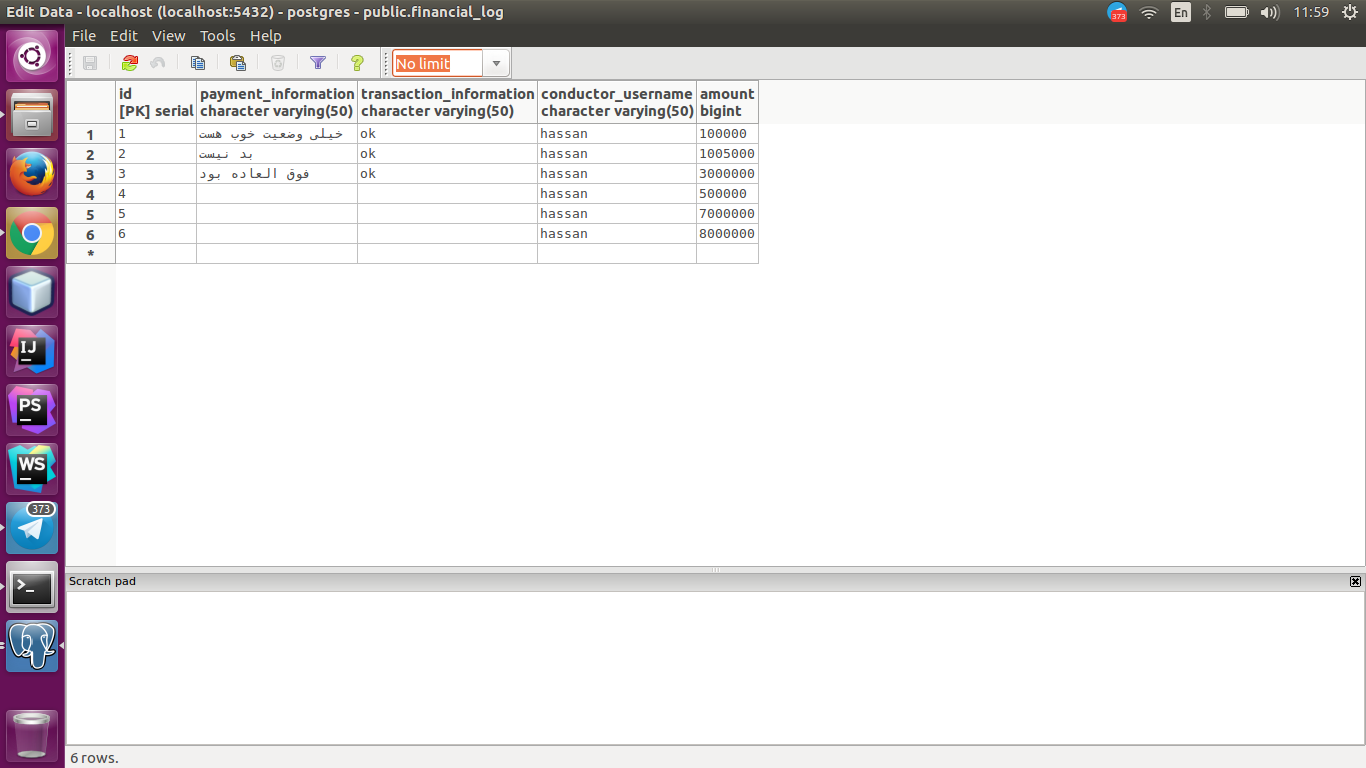 Edit Data - localhost (localhost:5432) - postgres - public.financial_log
373 En 11:59
File Edit View Tools Help
No limit
id payment_information transaction_information conductor_username amount
[PK] serial character varying(50) character varying(50) character varying(50) bigint
1 1 خیلی وضعیت خوب هست ok hassan 100000
2 2 بد نیست ok hassan 1005000
3 3 فوق العاده بود ok hassan 3000000
4 4 hassan 500000
5 5 hassan 7000000
6 6 hassan 8000000
*
IJ
PS
WS
373
>_
Scratch pad
6 rows.